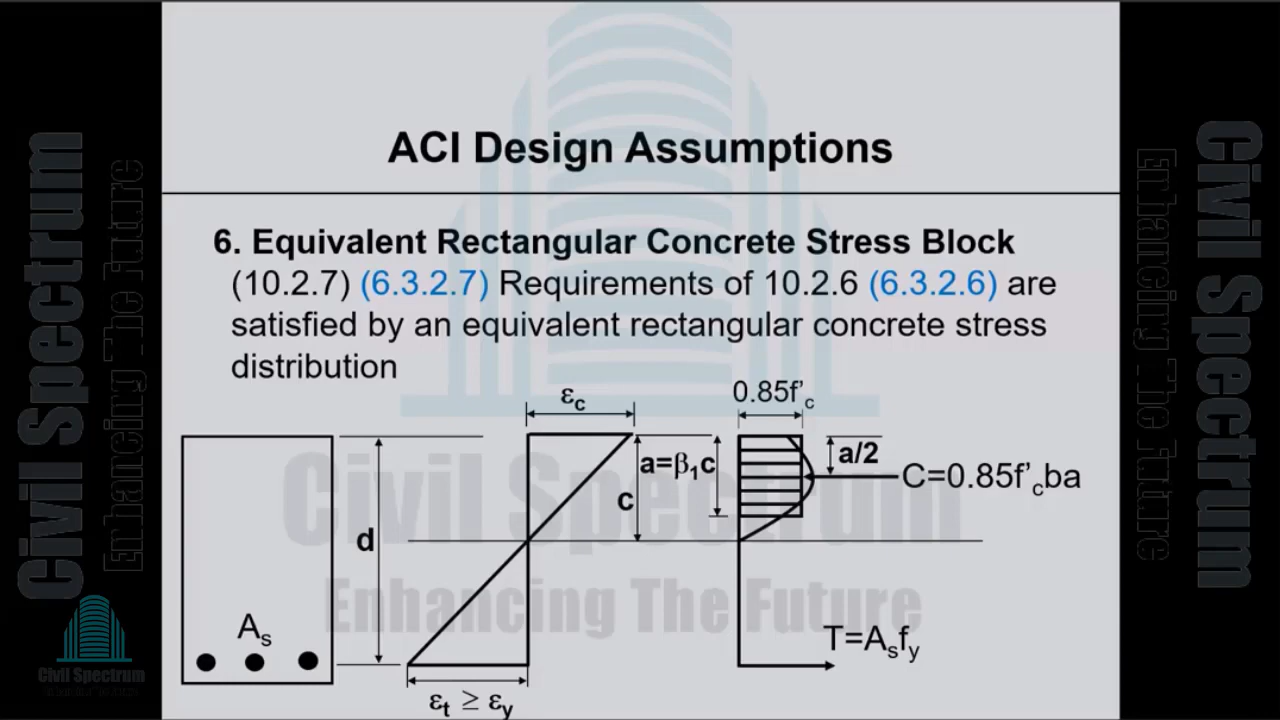 ACI Design Assumptions
6. Equivalent Rectangular Concrete Stress Block
(10.2.7) (6.3.2.7) Requirements of 10.2.6 (6.3.2.6) are
satisfied by an equivalent rectangular concrete stress
distribution
εc
0.85f'c
a=β1c
a/2
C=0.85f'cba
c
d
As
T=Asfy
εt ≥ εy
Civil Spectrum
Enhancing The Future
Civil Spectrum
Enhancing The Future
Civil Spectrum
Enhancing The Future
Civil Spectrum